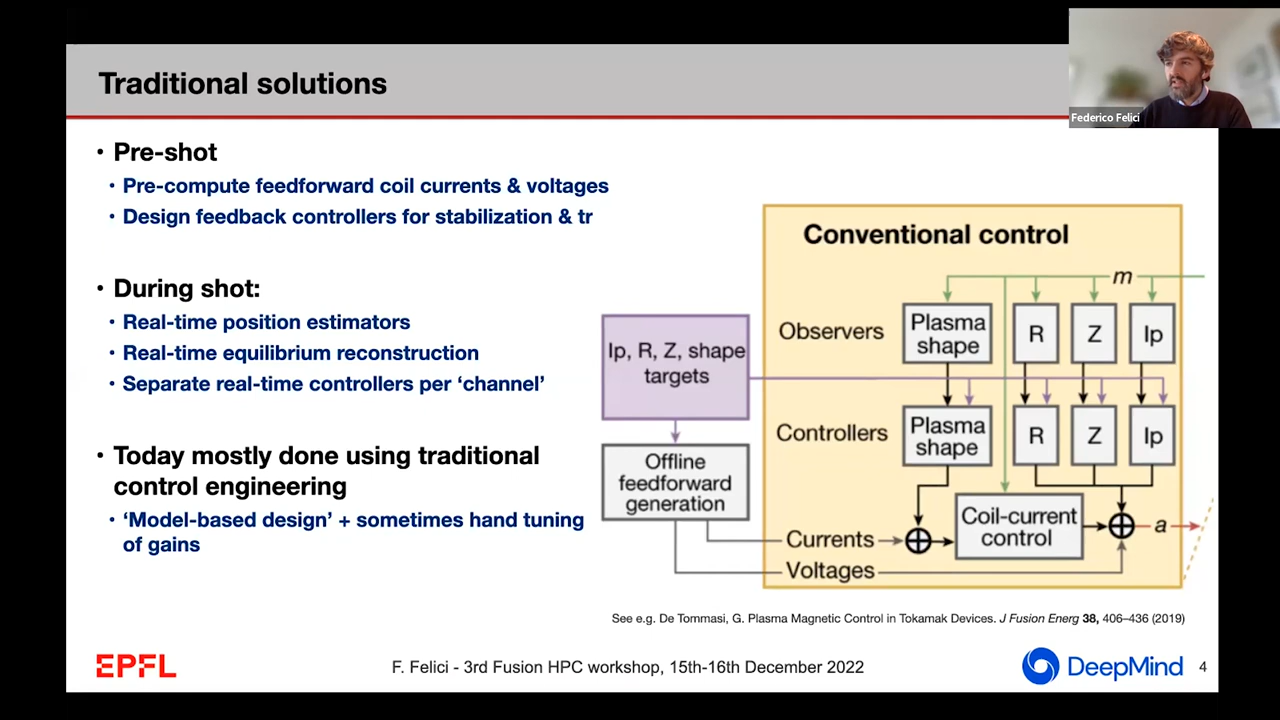 Traditional solutions
Federico Felici
• Pre-shot
• Pre-compute feedforward coil currents & voltages
• Design feedback controllers for stabilization & tr
• During shot:
• Real-time position estimators
• Real-time equilibrium reconstruction
• Separate real-time controllers per ‘channel’
• Today mostly done using traditional
control engineering
• ‘Model-based design’ + sometimes hand tuning
of gains
Conventional control
m
Observers
Plasma
shape
R
Z
Ip
Ip, R, Z, shape
targets
Controllers
Plasma
shape
R
Z
Ip
Offline
feedforward
generation
Coil-current
control
a
Currents
Voltages
See e.g. De Tommasi, G. Plasma Magnetic Control in Tokamak Devices. J Fusion Energ 38, 406–436 (2019)
EPFL
F. Felici - 3rd Fusion HPC workshop, 15th-16th December 2022
DeepMind
4